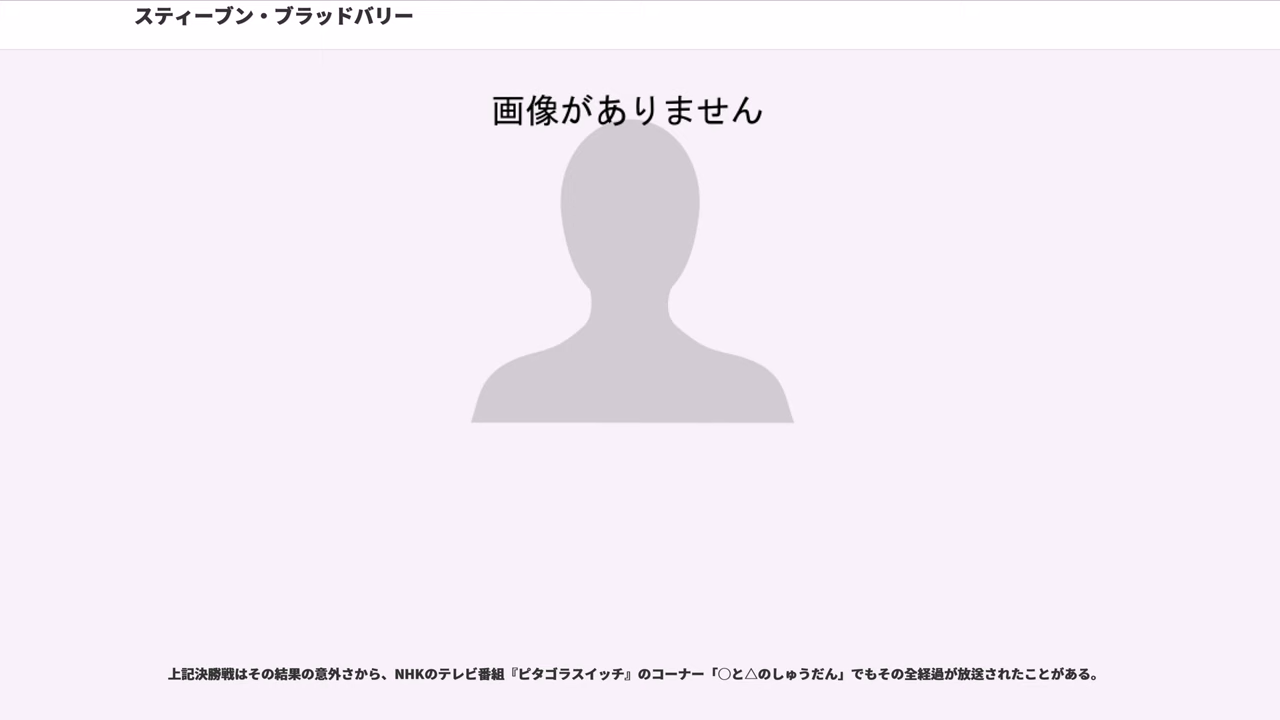 スティーブン・ブラッドバリー
画像がありません
上記決勝戦はその結果の意外さから、NHKのテレビ番組『ピタゴラスイッチ』のコーナー「○と△のしゅうだん」でもその全経過が放送されたことがある。